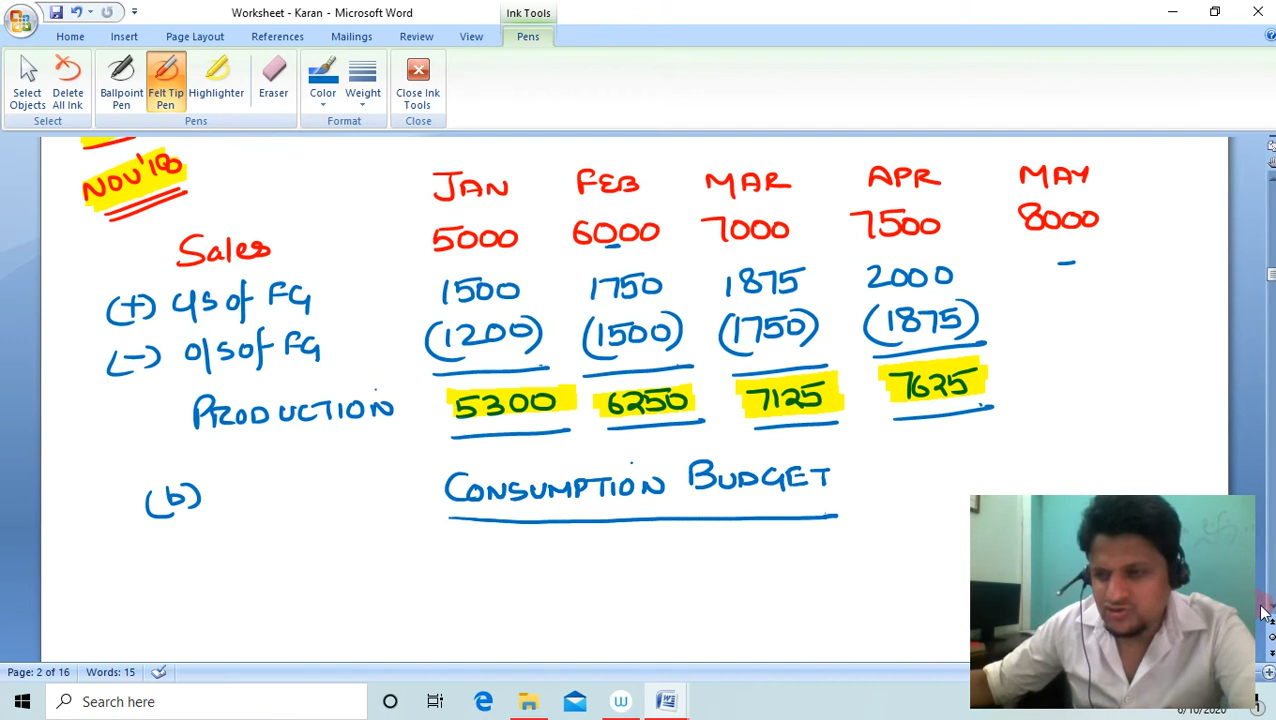 Worksheet - Karan - Microsoft Word
Ink Tools
Home Insert Page Layout References Mailings Review View Pens
Select Objects
Delete All Ink
Ballpoint Pen
Felt Tip Pen
Highlighter
Eraser
Color
Weight
Close Ink Tools
Select Pens Format Close
NOV'18
JAN FEB MAR APR MAY
Sales 5000 6000 7000 7500 8000
(+) C/S of FG 1500 1750 1875 2000 -
(-) O/S of FG (1200) (1500) (1750) (1875)
PRODUCTION 5300 6250 7125 7625
(b) CONSUMPTION BUDGET
Page: 2 of 16 Words: 15
Search here